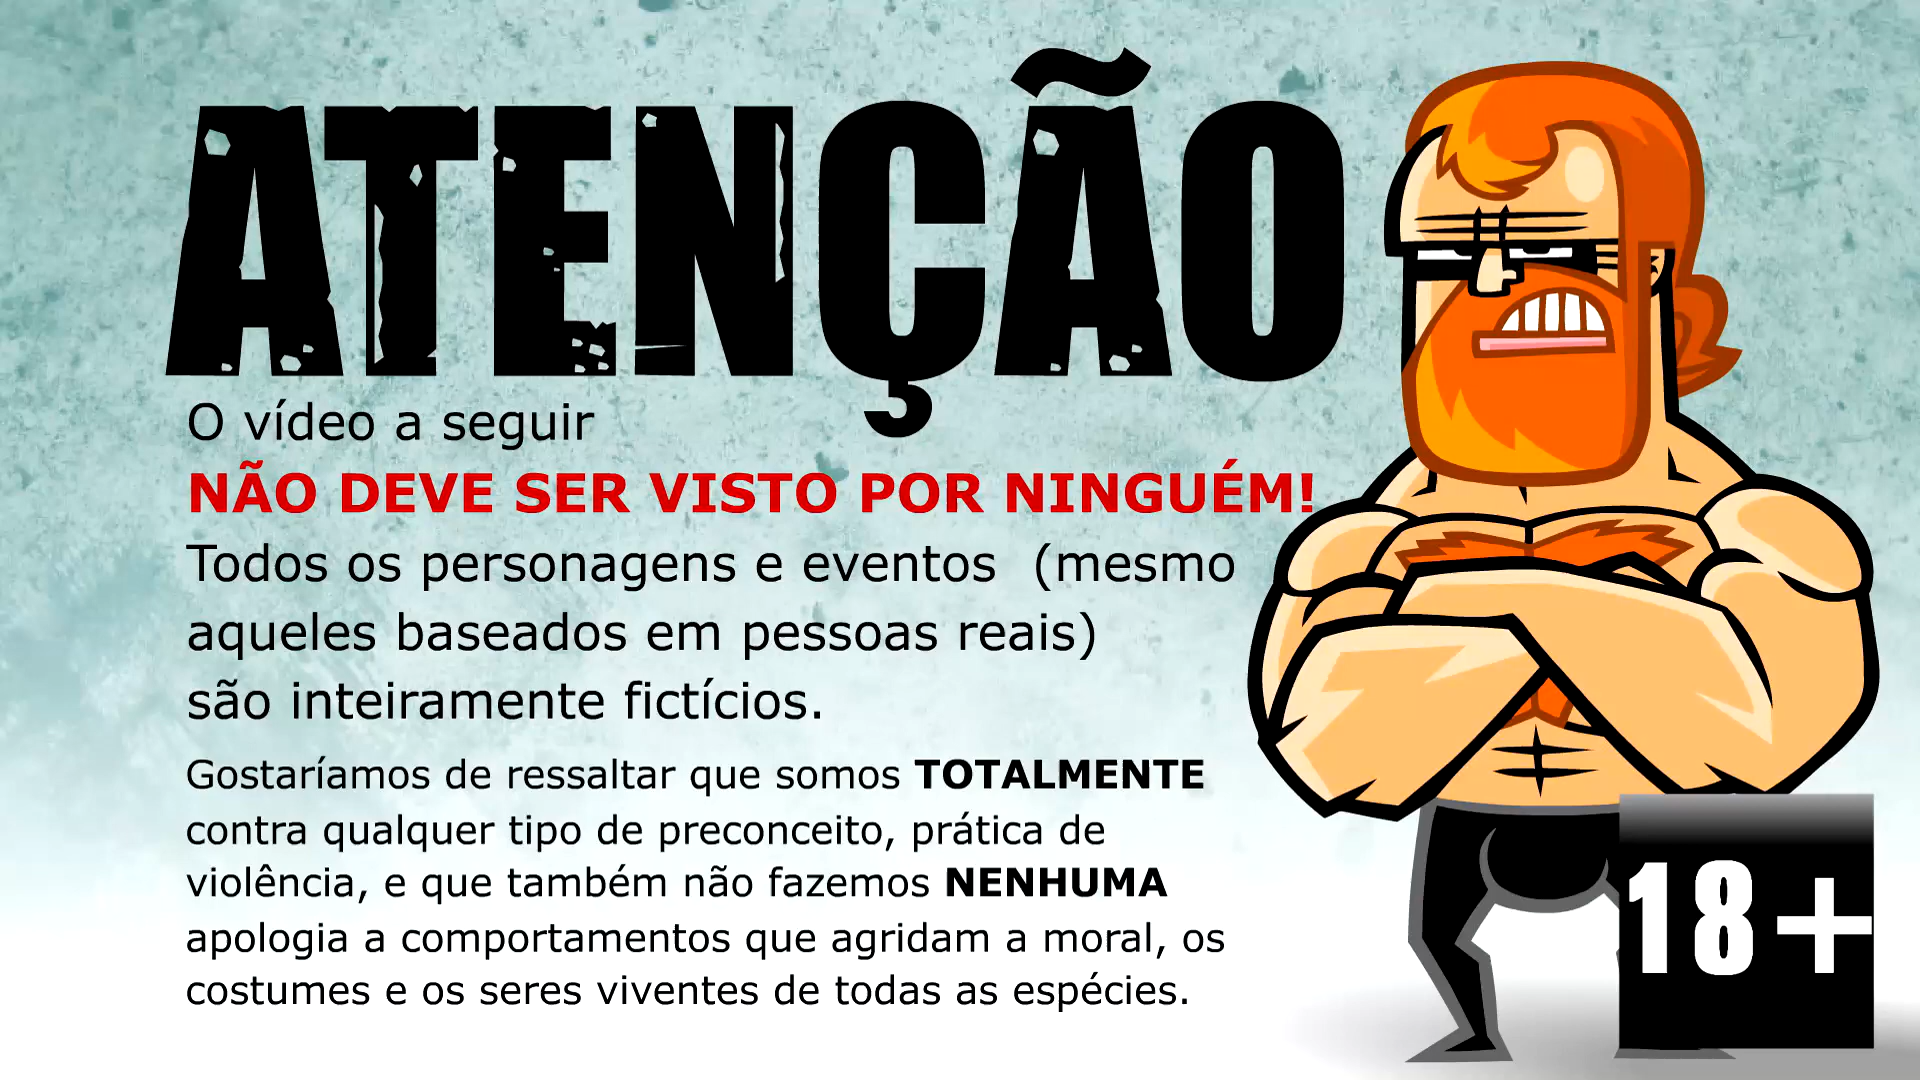 ATENÇÃO
O vídeo a seguir
NÃO DEVE SER VISTO POR NINGUÉM!
Todos os personagens e eventos (mesmo
aqueles baseados em pessoas reais)
são inteiramente fictícios.
Gostaríamos de ressaltar que somos TOTALMENTE
contra qualquer tipo de preconceito, prática de
violência, e que também não fazemos NENHUMA
apologia a comportamentos que agridam a moral, os
costumes e os seres viventes de todas as espécies.
18+